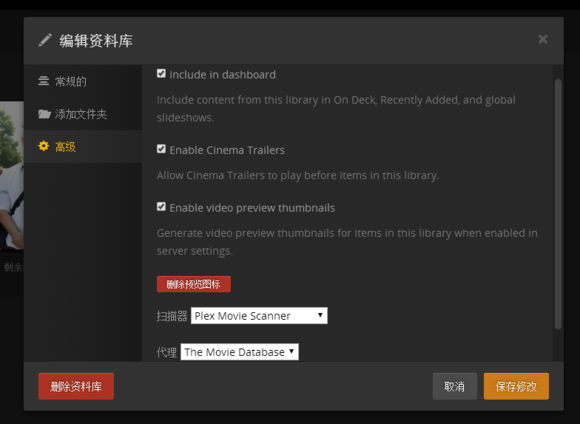 编辑资料库
常规的
添加文件夹
高级
Include in dashboard
Include content from this library in On Deck, Recently Added, and global
slideshows.
Enable Cinema Trailers
Allow Cinema Trailers to play before items in this library.
Enable video preview thumbnails
Generate video preview thumbnails for items in this library when enabled in
server settings.
删除预览图标
扫描器 Plex Movie Scanner
代理 The Movie Database
剩余
删除资料库
取消
保存修改